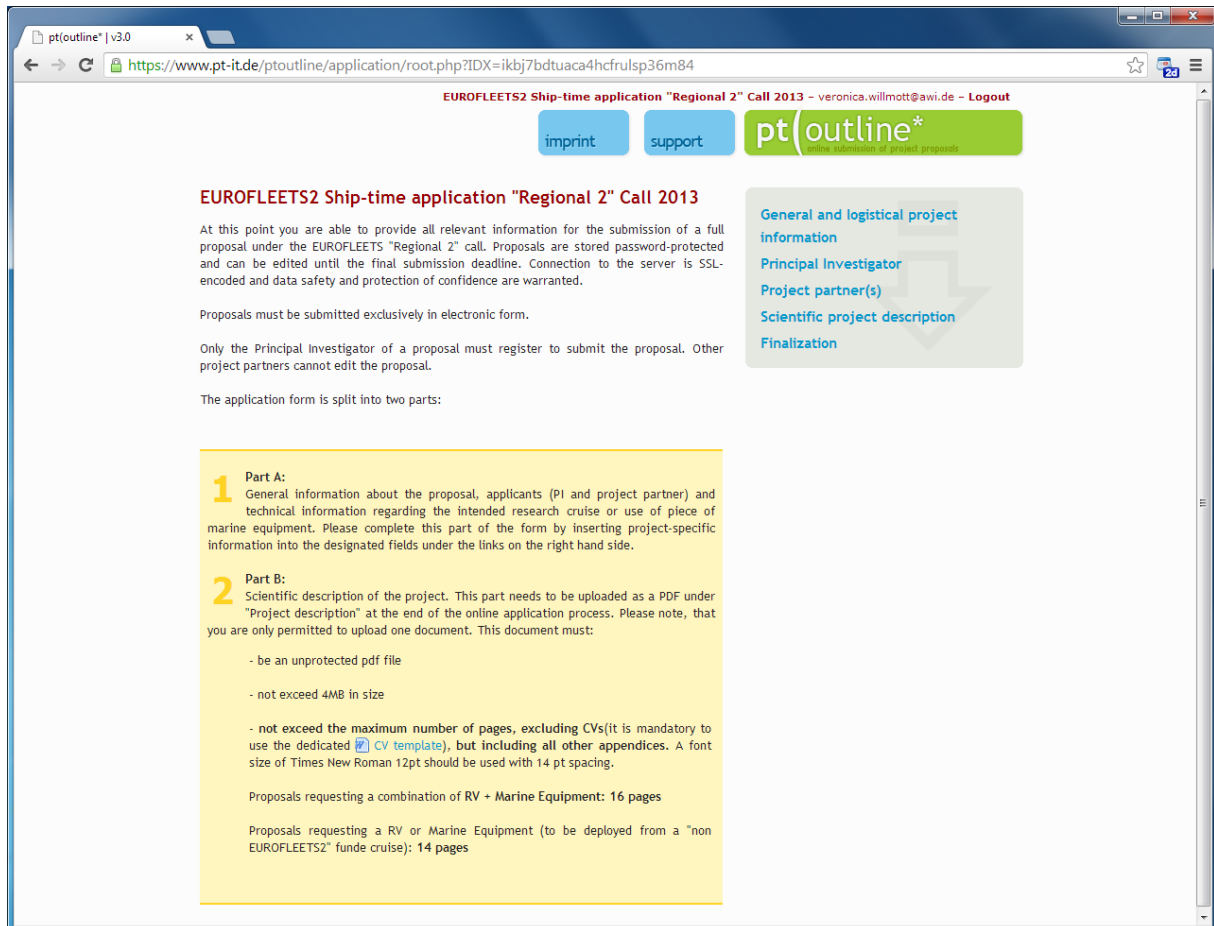 pt(outline* | v3.0
https://www.pt-it.de/ptoutline/application/root.php?IDX=ikbj7bdtuaca4hcfrulsp36m84
2d
EUROFLEETS2 Ship-time application "Regional 2" Call 2013 – veronica.willmott@awi.de – Logout
imprint
support
pt(outline*
online submission of project proposals
EUROFLEETS2 Ship-time application "Regional 2" Call 2013
At this point you are able to provide all relevant information for the submission of a full
proposal under the EUROFLEETS "Regional 2" call. Proposals are stored password-protected
and can be edited until the final submission deadline. Connection to the server is SSL-
encoded and data safety and protection of confidence are warranted.
Proposals must be submitted exclusively in electronic form.
Only the Principal Investigator of a proposal must register to submit the proposal. Other
project partners cannot edit the proposal.
The application form is split into two parts:
1 Part A:
General information about the proposal, applicants (PI and project partner) and
technical information regarding the intended research cruise or use of piece of
marine equipment. Please complete this part of the form by inserting project-specific
information into the designated fields under the links on the right hand side.
2 Part B:
Scientific description of the project. This part needs to be uploaded as a PDF under
"Project description" at the end of the online application process. Please note, that
you are only permitted to upload one document. This document must:
- be an unprotected pdf file
- not exceed 4MB in size
- not exceed the maximum number of pages, excluding CVs(it is mandatory to
use the dedicated CV template), but including all other appendices. A font
size of Times New Roman 12pt should be used with 14 pt spacing.
Proposals requesting a combination of RV + Marine Equipment: 16 pages
Proposals requesting a RV or Marine Equipment (to be deployed from a "non
EUROFLEETS2" funde cruise): 14 pages
General and logistical project
information
Principal Investigator
Project partner(s)
Scientific project description
Finalization